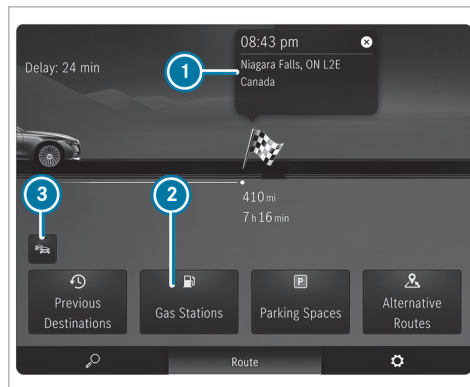 08:43 pm
Delay: 24 min
Niagara Falls, ON L2E
Canada
1
3
2
410 mi
7 h 16 min
P
Previous
Destinations
Gas Stations
Parking Spaces
Alternative
Routes
Route